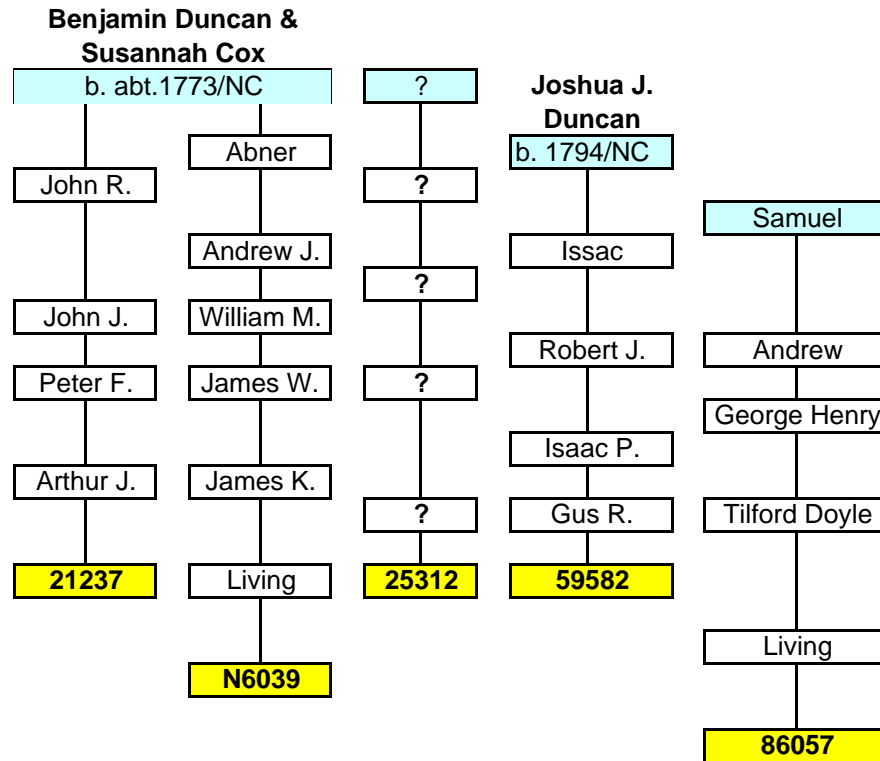 Benjamin Duncan &
Susannah Cox
b. abt.1773/NC
John R.
John J.
Peter F.
Arthur J.
21237
Abner
Andrew J.
William M.
James W.
James K.
Living
N6039
?
?
?
?
?
25312
Joshua J.
Duncan
b. 1794/NC
Issac
Robert J.
Isaac P.
Gus R.
59582
Samuel
Andrew
George Henry
Tilford Doyle
Living
86057